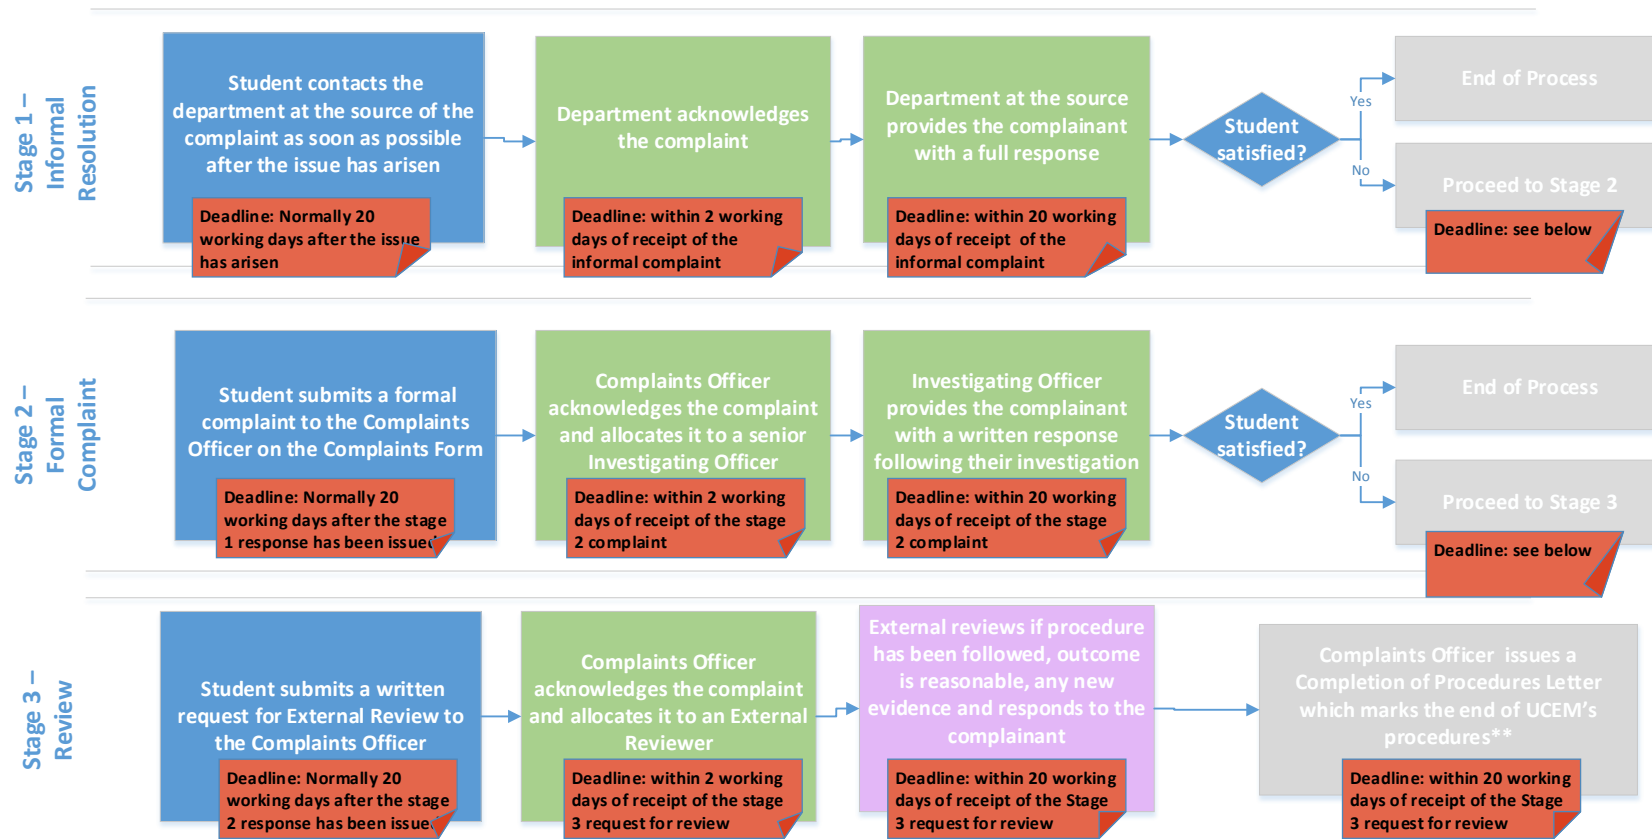 Stage 1 –
Informal
Resolution
Student contacts the
department at the source of the
complaint as soon as possible
after the issue has arisen
Deadline: Normally 20
working days after the issue
has arisen
Department acknowledges
the complaint
Deadline: within 2 working
days of receipt of the
informal complaint
Department at the source
provides the complainant
with a full response
Deadline: within 20 working
days of receipt of the
informal complaint
Student
satisfied?
Yes
No
End of Process
Proceed to Stage 2
Deadline: see below
Stage 2 –
Formal
Complaint
Student submits a formal
complaint to the Complaints
Officer on the Complaints Form
Deadline: Normally 20
working days after the stage
1 response has been issued
Complaints Officer
acknowledges the complaint
and allocates it to a senior
Investigating Officer
Deadline: within 2 working
days of receipt of the stage
2 complaint
Investigating Officer
provides the complainant
with a written response
following their investigation
Deadline: within 20 working
days of receipt of the stage
2 complaint
Student
satisfied?
Yes
No
End of Process
Proceed to Stage 3
Deadline: see below
Stage 3 –
Review
Student submits a written
request for External Review to
the Complaints Officer
Deadline: Normally 20
working days after the stage
2 response has been issued
Complaints Officer
acknowledges the complaint
and allocates it to an External
Reviewer
Deadline: within 2 working
days of receipt of the stage
3 request for review
External reviews if procedure
has been followed, outcome
is reasonable, any new
evidence and responds to the
complainant
Deadline: within 20 working
days of receipt of the Stage
3 request for review
Complaints Officer issues a
Completion of Procedures Letter
which marks the end of UCEM's
procedures**
Deadline: within 20 working
days of receipt of the Stage
3 request for review